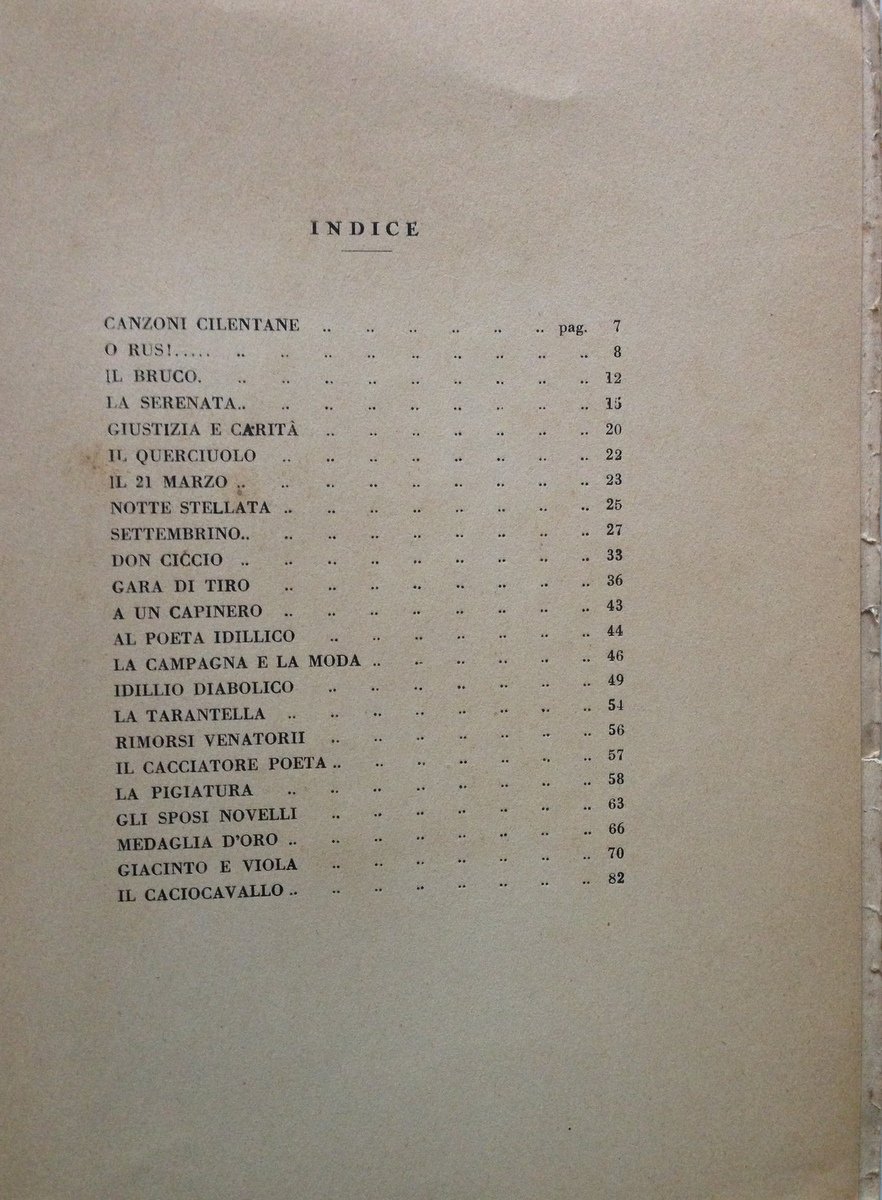 INDICE
CANZONI CILENTANE .. .. .. .. .. .. pag. 7
O RUS!..... .. .. .. .. .. .. .. .. .. 8
IL BRUCO. .. .. .. .. .. .. .. .. .. 12
LA SERENATA.. .. .. .. .. .. .. .. .. 15
GIUSTIZIA E CARITÀ .. .. .. .. .. .. .. 20
IL QUERCIUOLO .. .. .. .. .. .. .. .. 22
IL 21 MARZO .. .. .. .. .. .. .. .. .. 23
NOTTE STELLATA .. .. .. .. .. .. .. .. 25
SETTEMBRINO.. .. .. .. .. .. .. .. .. 27
DON CICCIO .. .. .. .. .. .. .. .. .. 33
GARA DI TIRO .. .. .. .. .. .. .. .. 36
A UN CAPINERO .. .. .. .. .. .. .. .. 43
AL POETA IDILLICO .. .. .. .. .. .. .. 44
LA CAMPAGNA E LA MODA .. .. .. .. .. .. 46
IDILLIO DIABOLICO .. .. .. .. .. .. .. 49
LA TARANTELLA .. .. .. .. .. .. .. .. 54
RIMORSI VENATORII .. .. .. .. .. .. .. 56
IL CACCIATORE POETA .. .. .. .. .. .. .. 57
LA PIGIATURA .. .. .. .. .. .. .. .. 58
GLI SPOSI NOVELLI .. .. .. .. .. .. .. 63
MEDAGLIA D'ORO .. .. .. .. .. .. .. .. 66
GIACINTO E VIOLA .. .. .. .. .. .. .. 70
IL CACIOCAVALLO .. .. .. .. .. .. .. .. 82